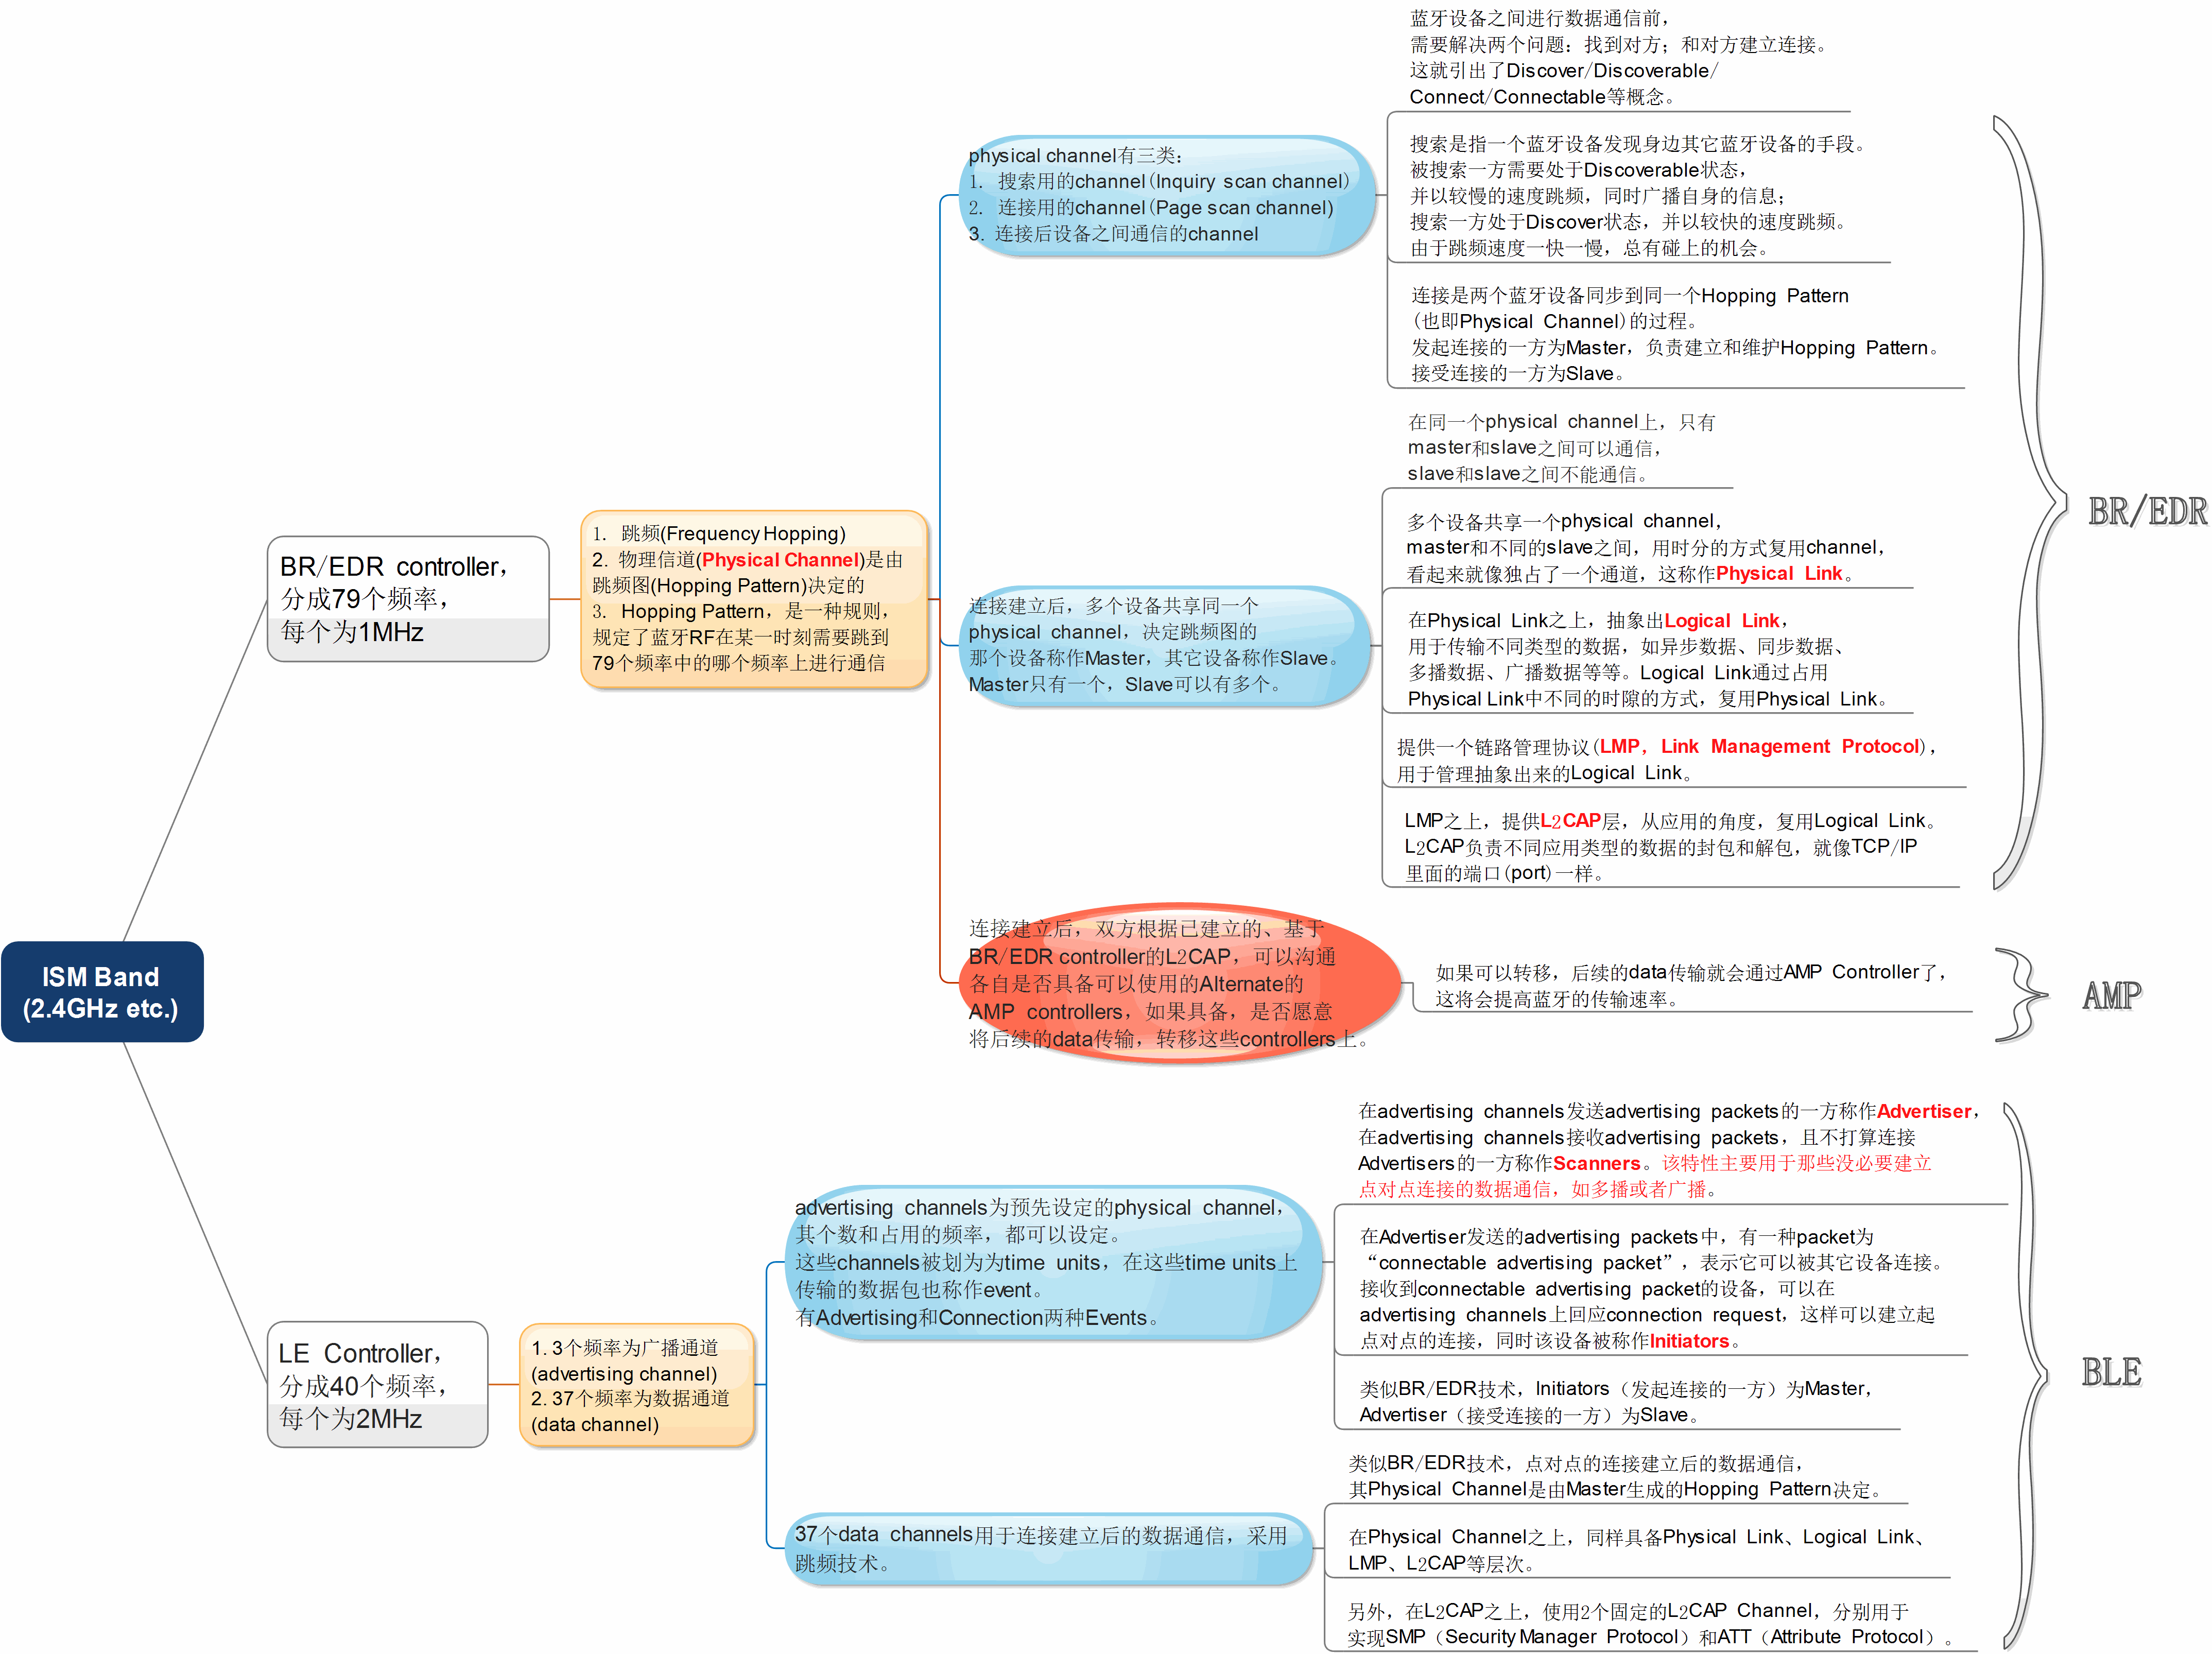 ISM Band
(2.4GHz etc.)
BR/EDR controller，
分成79个频率，
每个为1MHz
1. 跳频(Frequency Hopping)
2. 物理信道(Physical Channel)是由
跳频图(Hopping Pattern)决定的
3. Hopping Pattern，是一种规则，
规定了蓝牙RF在某一时刻需要跳到
79个频率中的哪个频率上进行通信
physical channel有三类：
1. 搜索用的channel(Inquiry scan channel)
2. 连接用的channel(Page scan channel)
3. 连接后设备之间通信的channel
蓝牙设备之间进行数据通信前，
需要解决两个问题：找到对方；和对方建立连接。
这就引出了Discover/Discoverable/
Connect/Connectable等概念。
搜索是指一个蓝牙设备发现身边其它蓝牙设备的手段。
被搜索一方需要处于Discoverable状态，
并以较慢的速度跳频，同时广播自身的信息；
搜索一方处于Discover状态，并以较快的速度跳频。
由于跳频速度一快一慢，总有碰上的机会。
连接是两个蓝牙设备同步到同一个Hopping Pattern
(也即Physical Channel)的过程。
发起连接的一方为Master，负责建立和维护Hopping Pattern。
接受连接的一方为Slave。
连接建立后，多个设备共享同一个
physical channel，决定跳频图的
那个设备称作Master，其它设备称作Slave。
Master只有一个，Slave可以有多个。
在同一个physical channel上，只有
master和slave之间可以通信，
slave和slave之间不能通信。
多个设备共享一个physical channel，
master和不同的slave之间，用时分的方式复用channel，
看起来就像独占了一个通道，这称作Physical Link。
在Physical Link之上，抽象出Logical Link，
用于传输不同类型的数据，如异步数据、同步数据、
多播数据、广播数据等等。Logical Link通过占用
Physical Link中不同的时隙的方式，复用Physical Link。
提供一个链路管理协议(LMP，Link Management Protocol)，
用于管理抽象出来的Logical Link。
LMP之上，提供L2CAP层，从应用的角度，复用Logical Link。
L2CAP负责不同应用类型的数据的封包和解包，就像TCP/IP
里面的端口(port)一样。
BR/EDR
连接建立后，双方根据已建立的、基于
BR/EDR controller的L2CAP，可以沟通
各自是否具备可以使用的Alternate的
AMP controllers，如果具备，是否愿意
将后续的data传输，转移这些controllers上。
如果可以转移，后续的data传输就会通过AMP Controller了，
这将会提高蓝牙的传输速率。
AMP
LE Controller，
分成40个频率，
每个为2MHz
1. 3个频率为广播通道
(advertising channel)
2. 37个频率为数据通道
(data channel)
advertising channels为预先设定的physical channel，
其个数和占用的频率，都可以设定。
这些channels被划为为time units，在这些time units上
传输的数据包也称作event。
有Advertising和Connection两种Events。
在advertising channels发送advertising packets的一方称作Advertiser，
在advertising channels接收advertising packets，且不打算连接
Advertisers的一方称作Scanners。该特性主要用于那些没必要建立
点对点连接的数据通信，如多播或者广播。
在Advertiser发送的advertising packets中，有一种packet为
“connectable advertising packet”，表示它可以被其它设备连接。
接收到connectable advertising packet的设备，可以在
advertising channels上回应connection request，这样可以建立起
点对点的连接，同时该设备被称作Initiators。
类似BR/EDR技术，Initiators（发起连接的一方）为Master，
Advertiser（接受连接的一方）为Slave。
37个data channels用于连接建立后的数据通信，采用
跳频技术。
类似BR/EDR技术，点对点的连接建立后的数据通信，
其Physical Channel是由Master生成的Hopping Pattern决定。
在Physical Channel之上，同样具备Physical Link、Logical Link、
LMP、L2CAP等层次。
另外，在L2CAP之上，使用2个固定的L2CAP Channel，分别用于
实现SMP（Security Manager Protocol）和ATT（Attribute Protocol）。
BLE